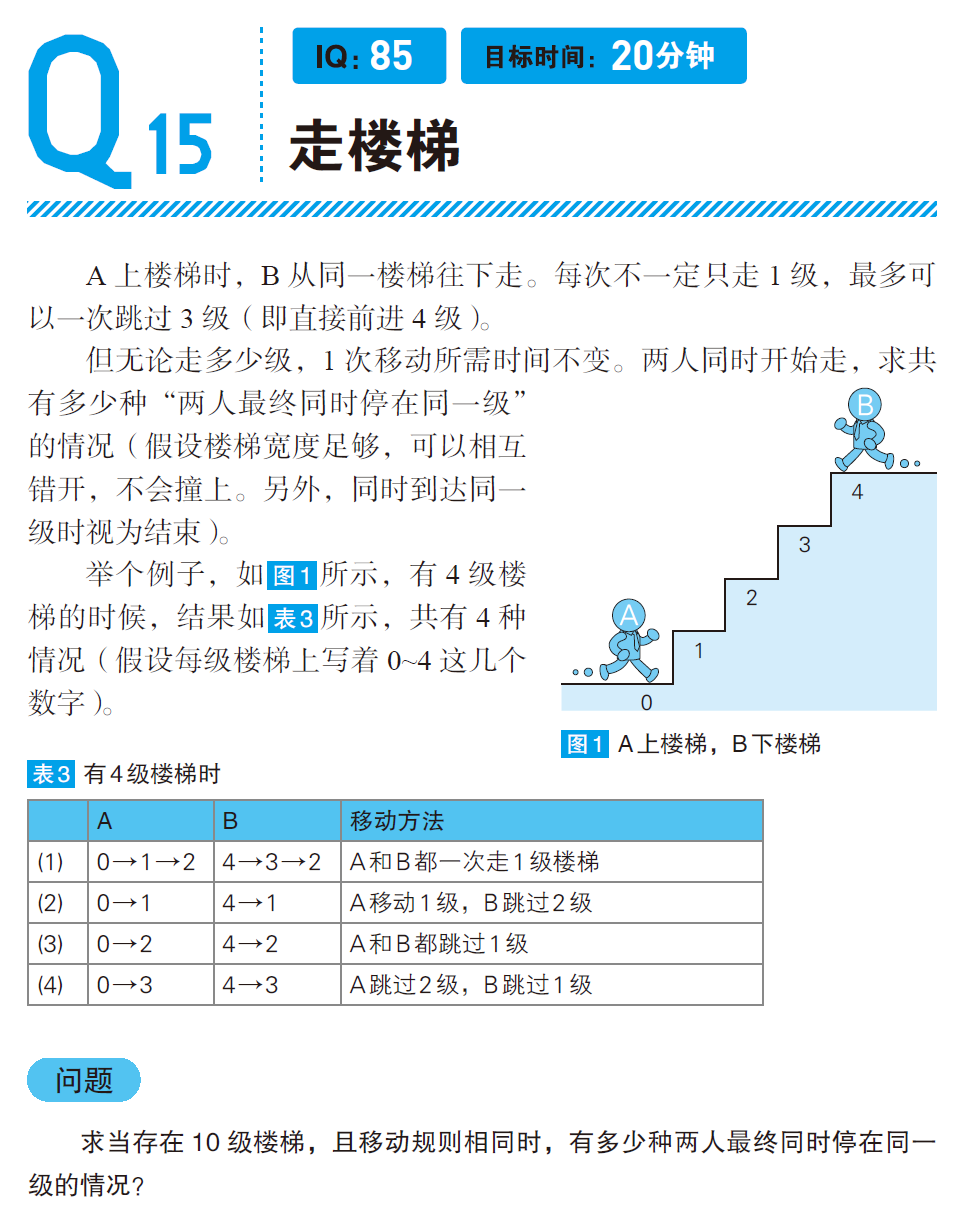 Q 15
IQ：85
目标时间：20分钟
走楼梯
A 上楼梯时，B 从同一楼梯往下走。每次不一定只走 1 级，最多可
以一次跳过 3 级（即直接前进 4 级）。
但无论走多少级，1 次移动所需时间不变。两人同时开始走，求共
有多少种“两人最终同时停在同一级”
的情况（假设楼梯宽度足够，可以相互
错开，不会撞上。另外，同时到达同一
级时视为结束）。
举个例子，如 图1 所示，有 4 级楼
梯的时候，结果如 表3 所示，共有 4 种
情况（假设每级楼梯上写着 0~4 这几个
数字）。
B
4
3
2
A
1
0
图1 A上楼梯，B下楼梯
表3 有4级楼梯时
A B 移动方法
(1) 0→1→2 4→3→2 A和B都一次走1级楼梯
(2) 0→1 4→1 A移动1级，B跳过2级
(3) 0→2 4→2 A和B都跳过1级
(4) 0→3 4→3 A跳过2级，B跳过1级
问题
求当存在 10 级楼梯，且移动规则相同时，有多少种两人最终同时停在同一
级的情况？